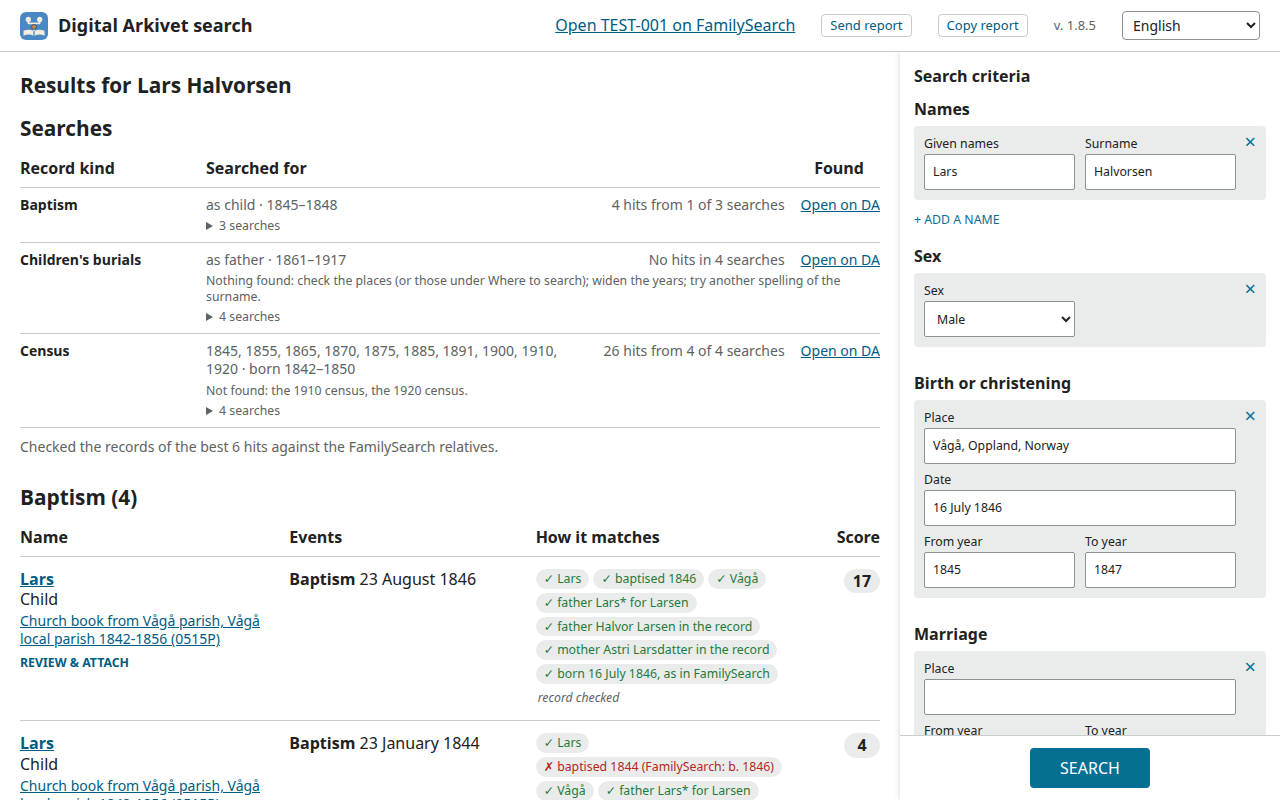 Digital Arkivet search
Open TEST-001 on FamilySearch
Send report
Copy report
v. 1.8.5
English
Results for Lars Halvorsen
Searches
Record kind
Searched for
Found
Baptism
as child · 1845–1848
4 hits from 1 of 3 searches
Open on DA
▶ 3 searches
Children's burials
as father · 1861–1917
No hits in 4 searches
Open on DA
Nothing found: check the places (or those under Where to search); widen the years; try another spelling of the
surname.
▶ 4 searches
Census
1845, 1855, 1865, 1870, 1875, 1885, 1891, 1900, 1910,
1920 · born 1842–1850
26 hits from 4 of 4 searches
Open on DA
Not found: the 1910 census, the 1920 census.
▶ 4 searches
Checked the records of the best 6 hits against the FamilySearch relatives.
Baptism (4)
Name
Events
How it matches
Score
Lars
Child
Church book from Vågå parish, Vågå
local parish 1842-1856 (0515P)
REVIEW & ATTACH
Baptism 23 August 1846
✓ Lars
✓ baptised 1846
✓ Vågå
✓ father Lars* for Larsen
✓ father Halvor Larsen in the record
✓ mother Astri Larsdatter in the record
✓ born 16 July 1846, as in FamilySearch
record checked
17
Lars
Child
Church book from Vågå parish, Vågå
Baptism 23 January 1844
✓ Lars
✗ baptised 1844 (FamilySearch: b. 1846)
✓ Vågå
✓ father Lars* for Larsen
4
Search criteria
Names
Given names
Surname
Lars
Halvorsen
✕
+ ADD A NAME
Sex
Sex
Male
✕
Birth or christening
Place
Vågå, Oppland, Norway
✕
Date
16 July 1846
From year
To year
1845
1847
Marriage
Place
✕
From year
To year
SEARCH